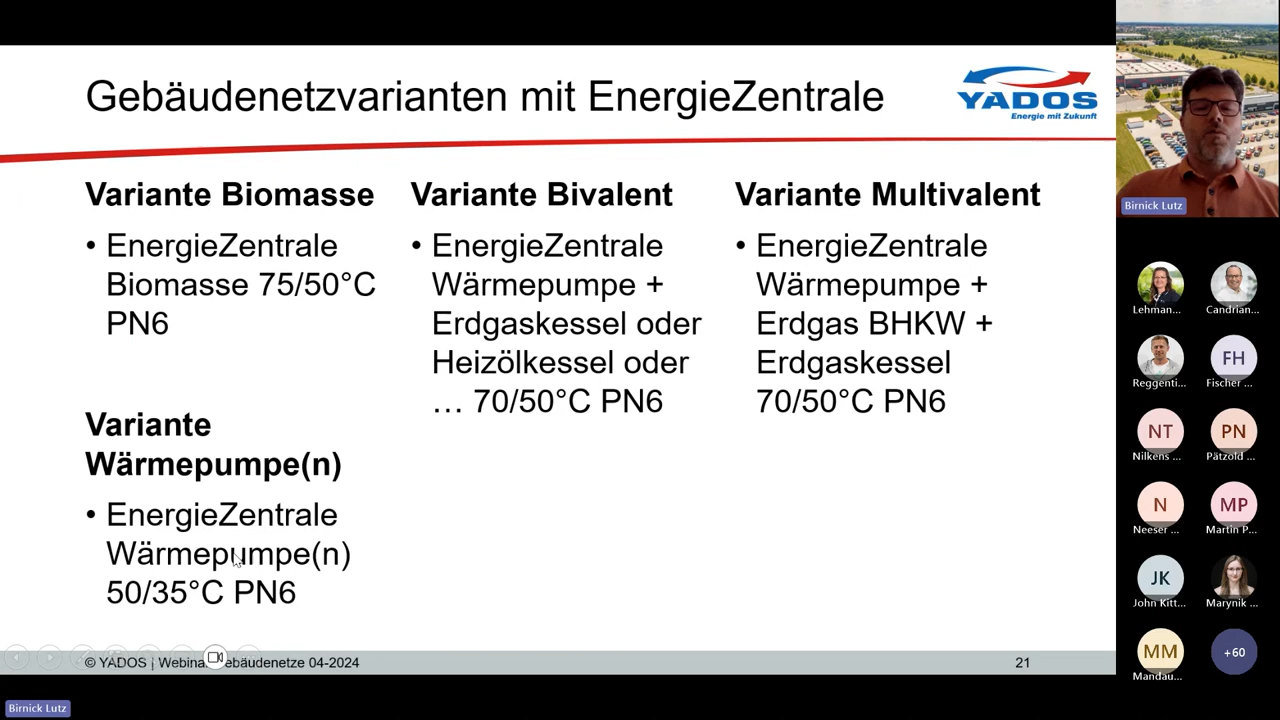 Gebäudenetzvarianten mit EnergieZentrale
YADOS
Energie mit Zukunft
Variante Biomasse
• EnergieZentrale
Biomasse 75/50°C
PN6
Variante
Wärmepumpe(n)
• EnergieZentrale
Wärmepumpe(n)
50/35°C PN6
Variante Bivalent
• EnergieZentrale
Wärmepumpe +
Erdgaskessel oder
Heizölkessel oder
… 70/50°C PN6
Variante Multivalent
• EnergieZentrale
Wärmepumpe +
Erdgas BHKW +
Erdgaskessel
70/50°C PN6
© YADOS | Webinar Gebäudenetze 04-2024
21
Birnick Lutz
Birnick Lutz
Lehman...
Candrian...
Reggenti...
FH
Fischer ...
NT
Nilkens ...
PN
Pätzold ...
N
Neeser ...
MP
Martin P...
JK
John Kitt...
Marynik ...
MM
Mandau...
+60